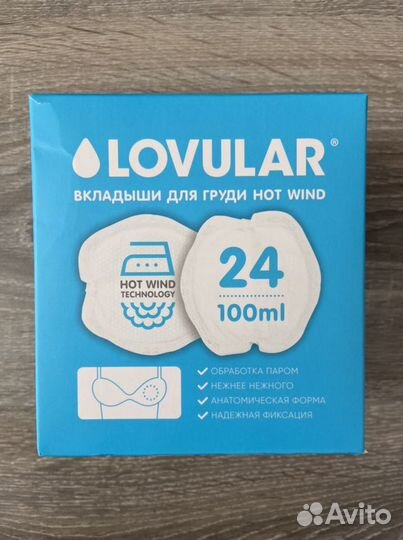 LOVULAR®
ВКЛАДЫШИ ДЛЯ ГРУДИ HOT WIND
HOT WIND
TECHNOLOGY
24
100ml
ОБРАБОТКА ПАРОМ
НЕЖНЕЕ НЕЖНОГО
АНАТОМИЧЕСКАЯ ФОРМА
НАДЕЖНАЯ ФИКСАЦИЯ
Avito